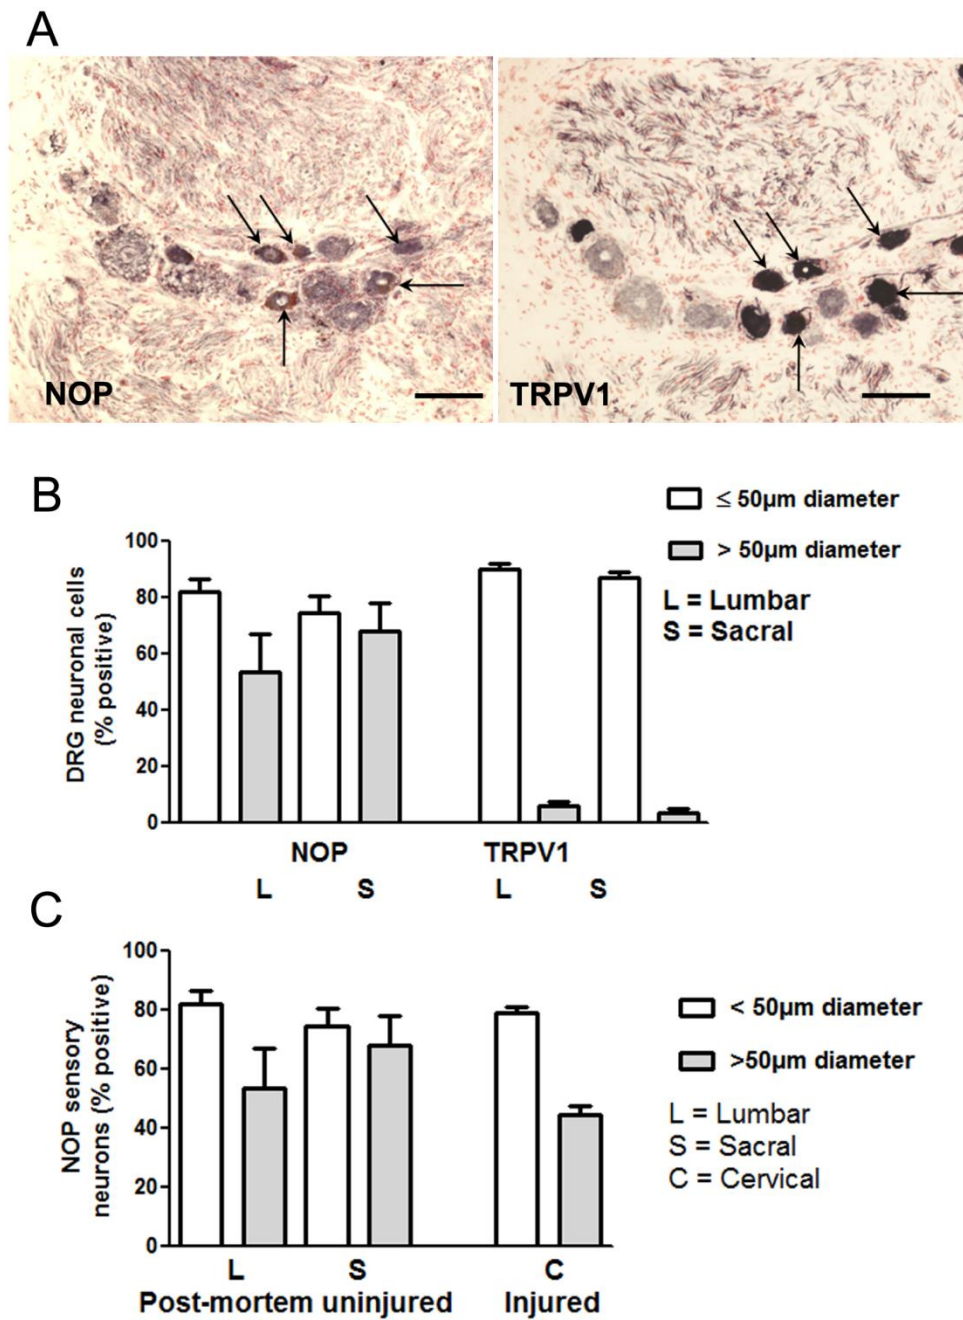 A
NOP
TRPV1
B
≤ 50µm diameter
> 50µm diameter
L = Lumbar
S = Sacral
DRG neuronal cells
(% positive)
100
80
60
40
20
0
NOP
TRPV1
L
S
L
S
C
NOP sensory
neurons (% positive)
100
80
60
40
20
0
< 50µm diameter
>50µm diameter
L = Lumbar
S = Sacral
C = Cervical
L
S
C
Post-mortem uninjured
Injured